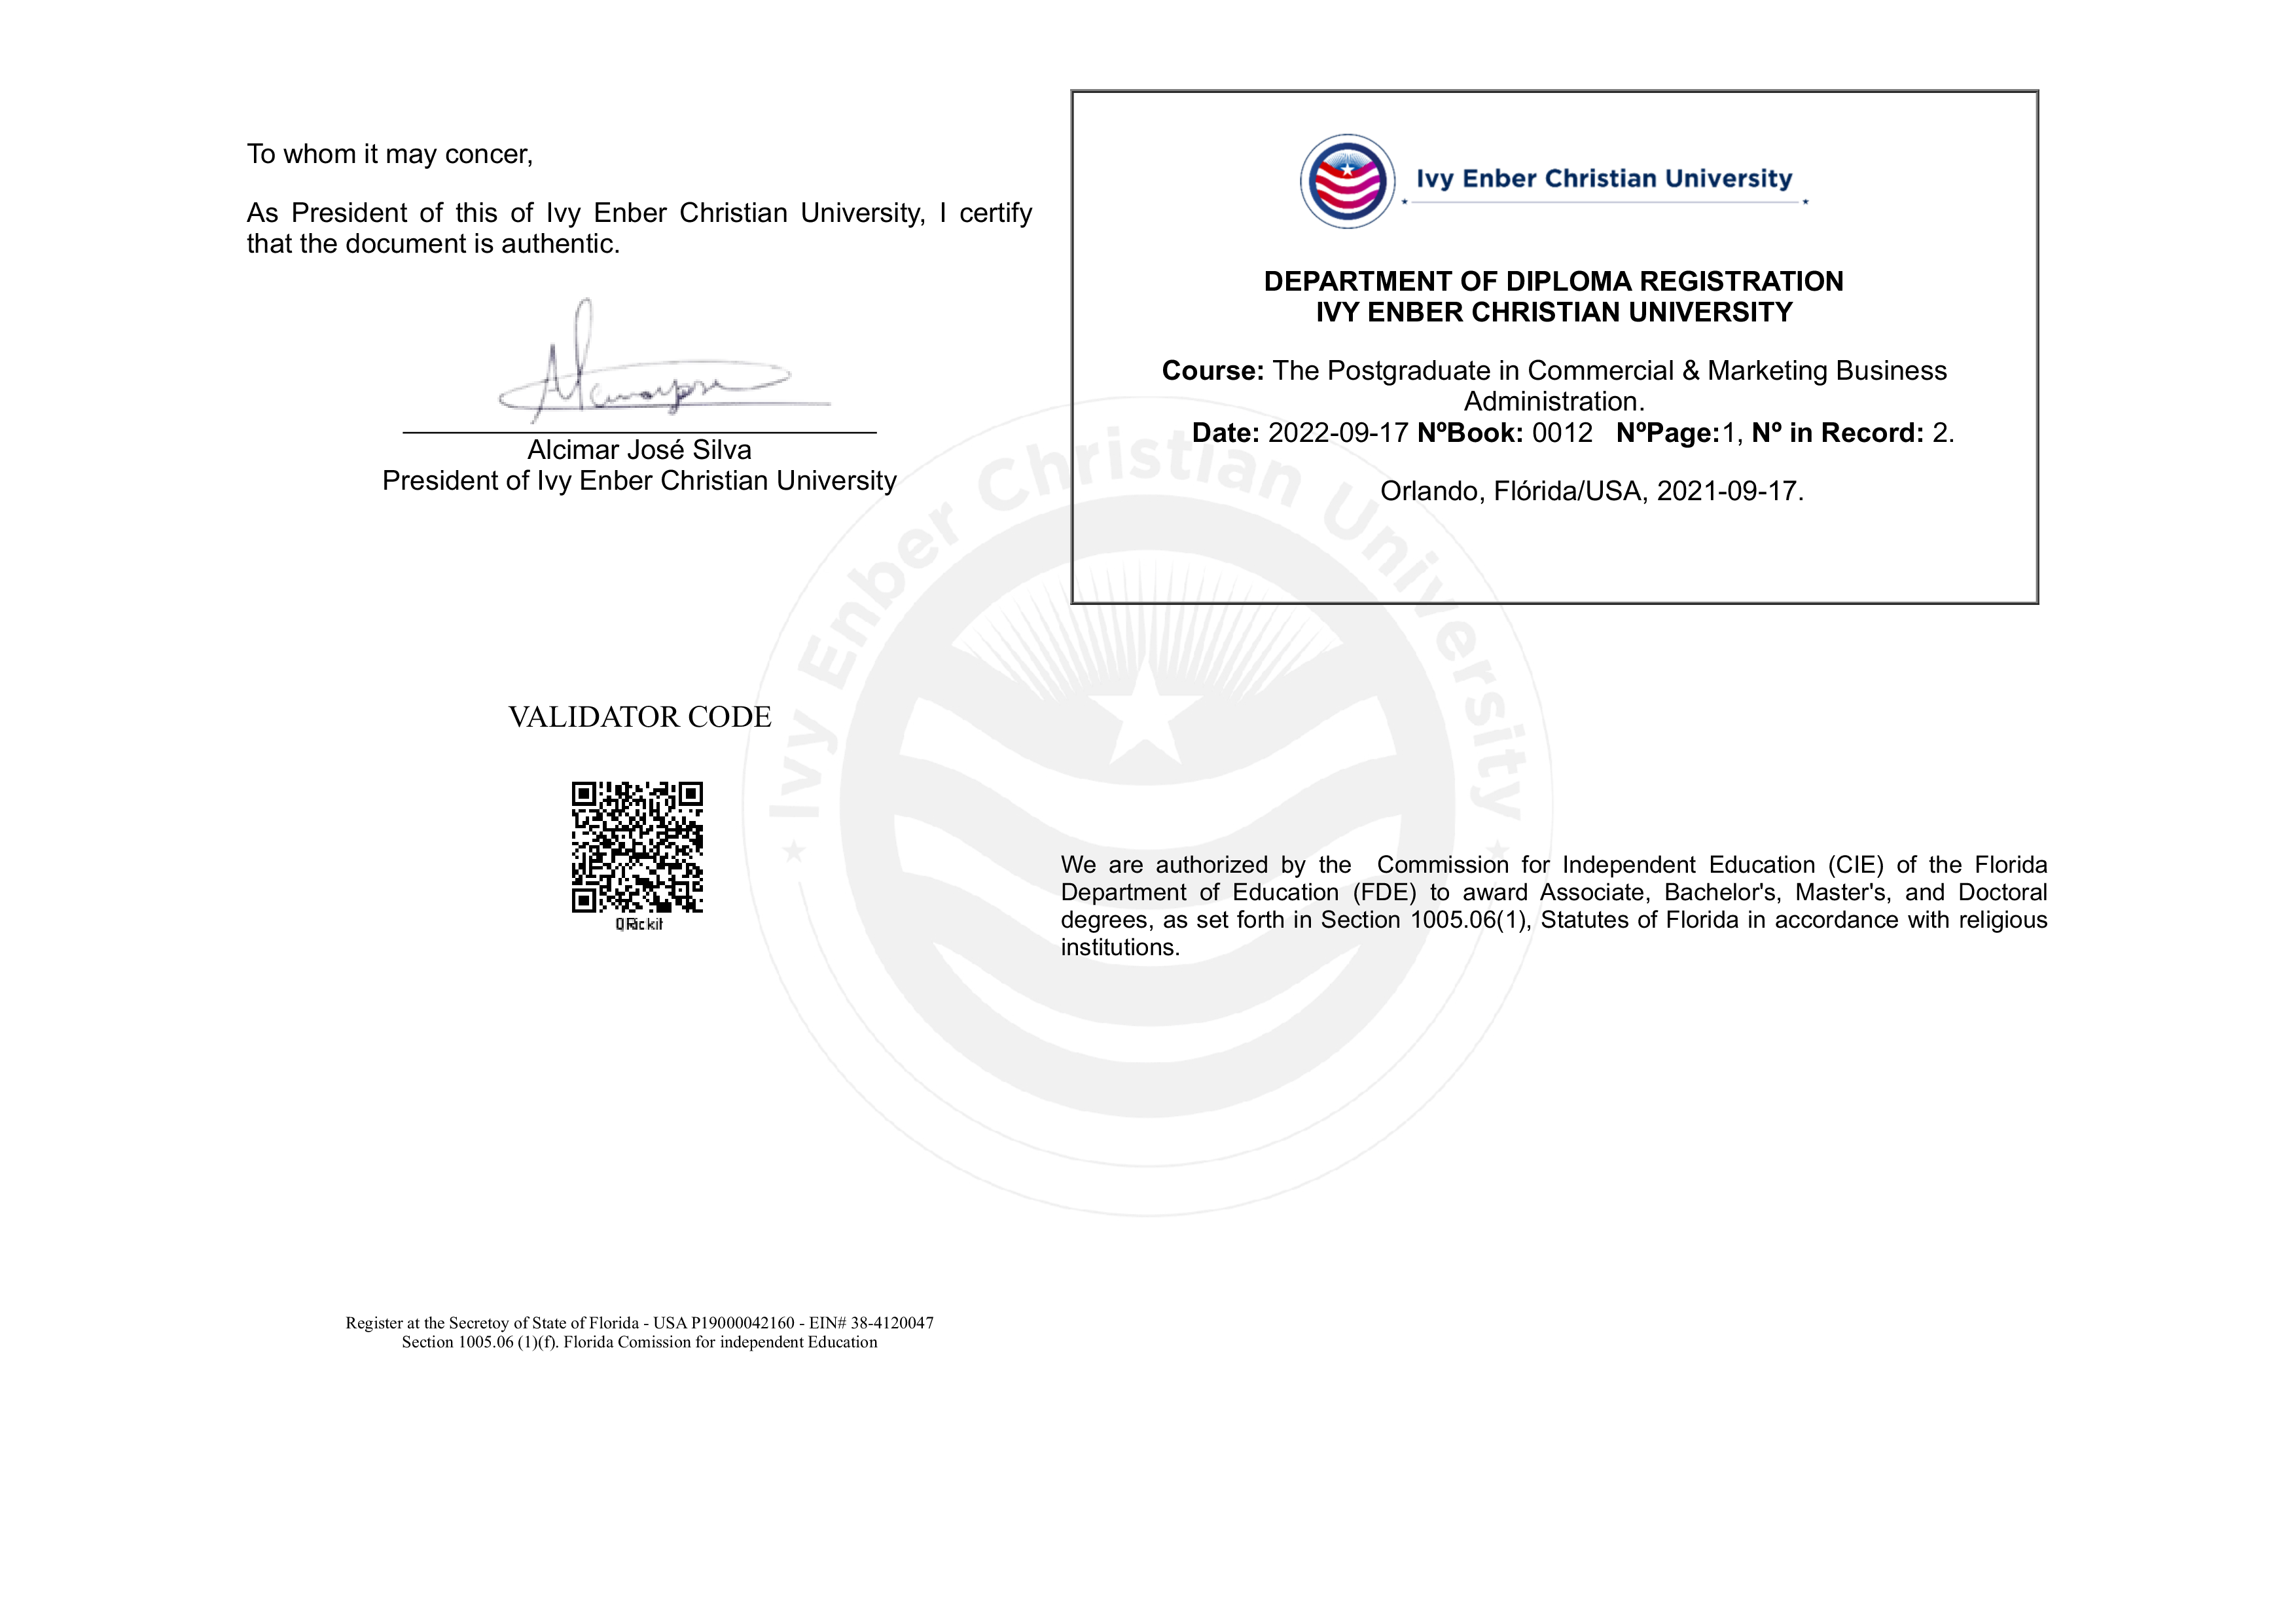 To whom it may concer,
As President of this of Ivy Enber Christian University, I certify
that the document is authentic.
Alcimar José Silva
President of Ivy Enber Christian University
Ivy Enber Christian University
DEPARTMENT OF DIPLOMA REGISTRATION
IVY ENBER CHRISTIAN UNIVERSITY
Course: The Postgraduate in Commercial & Marketing Business
Administration.
Date: 2022-09-17 NºBook: 0012 NºPage:1, Nº in Record: 2.
Orlando, Flórida/USA, 2021-09-17.
Ivy Enber Christian University
VALIDATOR CODE
We are authorized by the Commission for Independent Education (CIE) of the Florida
Department of Education (FDE) to award Associate, Bachelor's, Master's, and Doctoral
degrees, as set forth in Section 1005.06(1), Statutes of Florida in accordance with religious
institutions.
Register at the Secretoy of State of Florida - USA P19000042160 - EIN# 38-4120047
Section 1005.06 (1)(f). Florida Comission for independent Education